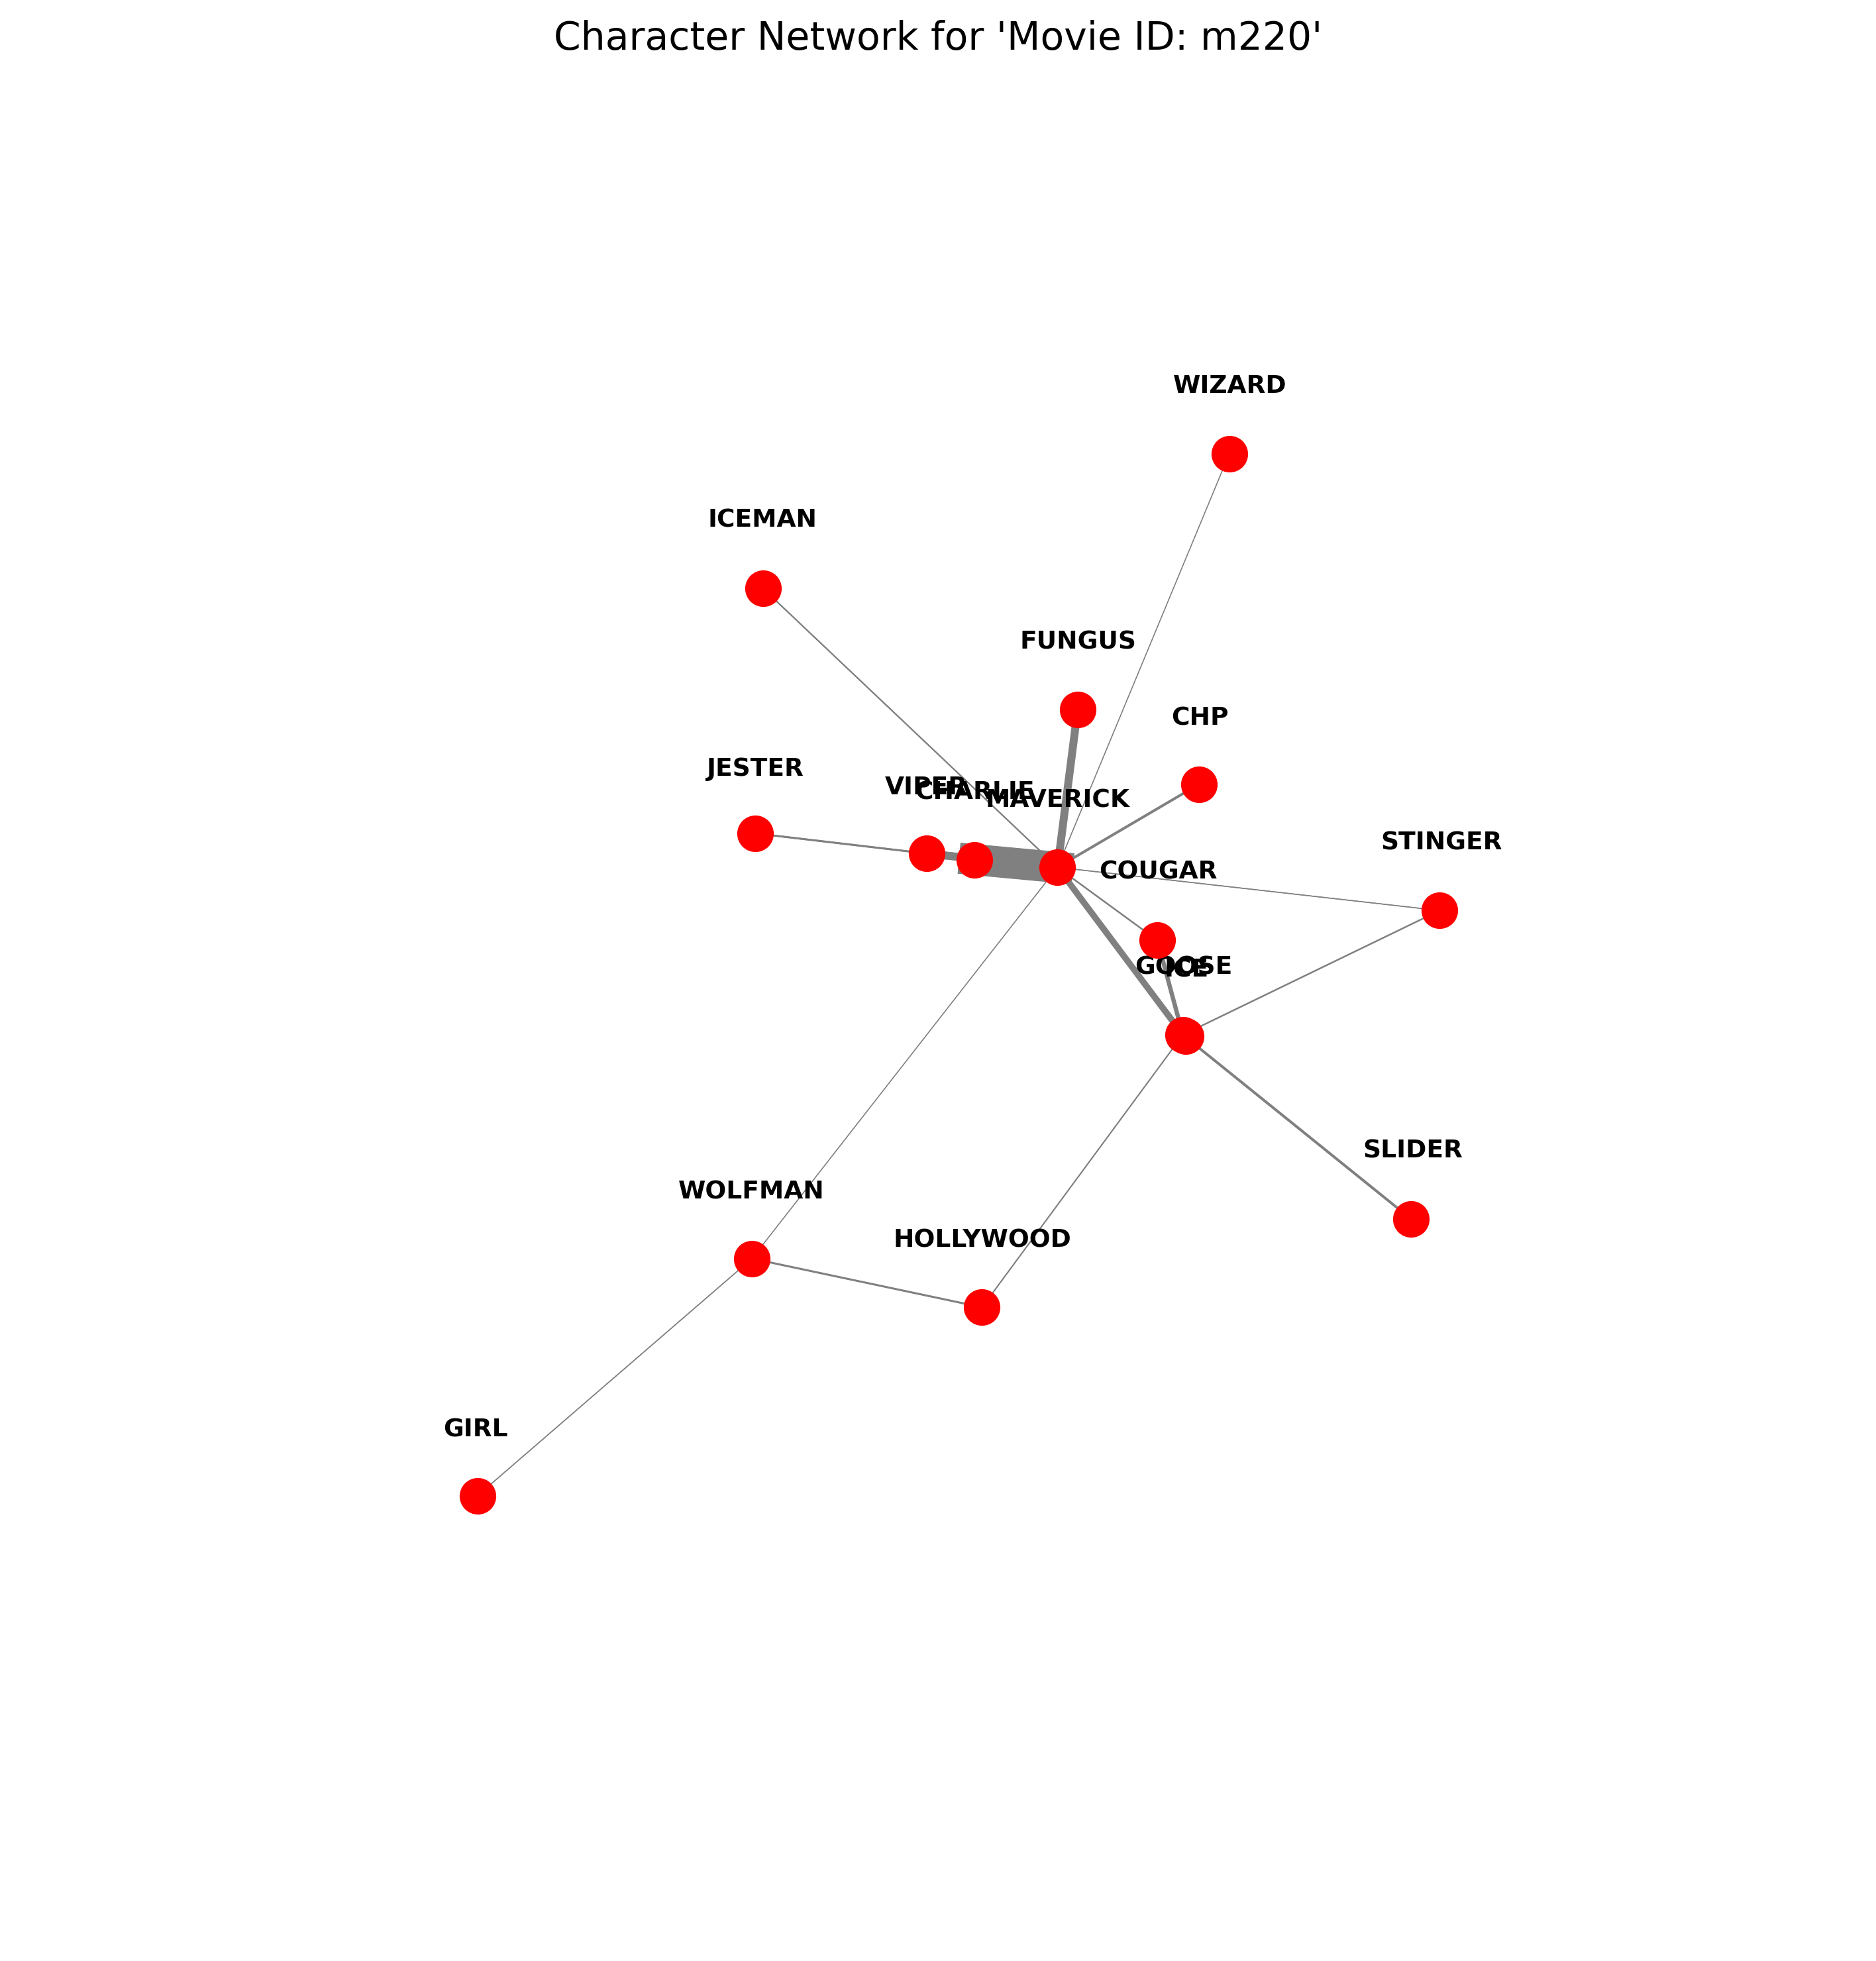 Character Network for 'Movie ID: m220'
WIZARD
ICEMAN
FUNGUS
CHP
JESTER
VIPER
CHARLIE
MAVERICK
STINGER
COUGAR
GOOSE
ICE
SLIDER
WOLFMAN
HOLLYWOOD
GIRL